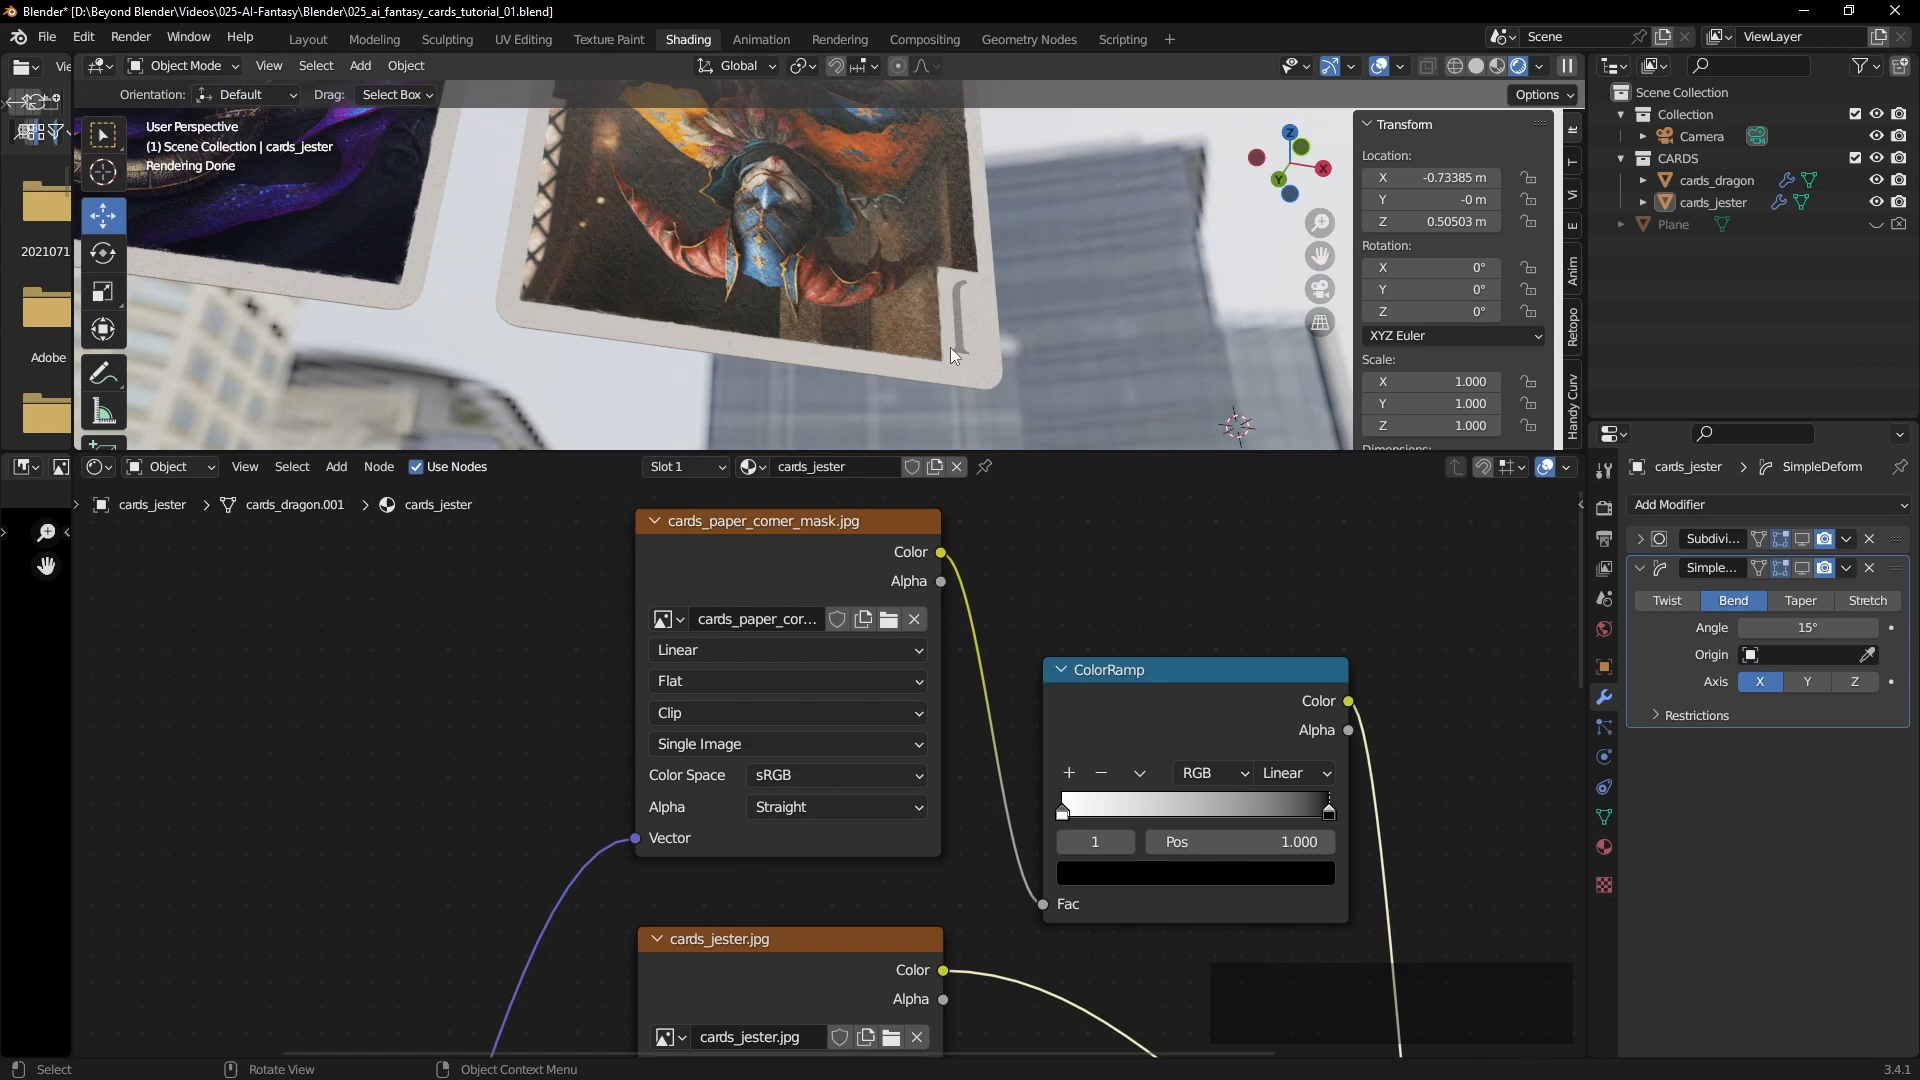 Blender* [D:\Beyond Blender\Videos\025-AI-Fantasy\Blender\025_ai_fantasy_cards_tutorial_01.blend]
File Edit Render Window Help Layout Modeling Sculpting UV Editing Texture Paint Shading Animation Rendering Compositing Geometry Nodes Scripting + Scene ViewLayer
Object Mode View Select Add Object Global
Orientation: Default Drag: Select Box Options
User Perspective
(1) Scene Collection | cards_jester
Rendering Done
2021071
Adobe
Z
X
Y
Transform
Location:
X -0.73385 m
Y -0 m
Z 0.50503 m
Rotation:
X 0°
Y 0°
Z 0°
XYZ Euler
Scale:
X 1.000
Y 1.000
Z 1.000
Dimensions:
It
T
Vi
E
Anim
Retopo
Handy Curv
Scene Collection
Collection
Camera
CARDS
cards_dragon
cards_jester
Plane
Object View Select Add Node Use Nodes Slot 1 cards_jester
cards_jester > cards_dragon.001 > cards_jester
cards_paper_corner_mask.jpg
Color
Alpha
cards_paper_cor...
Linear
Flat
Clip
Single Image
Color Space sRGB
Alpha Straight
Vector
ColorRamp
Color
Alpha
+ − RGB Linear
1 Pos 1.000
Fac
cards_jester.jpg
Color
Alpha
cards_jester.jpg
cards_jester > SimpleDeform
Add Modifier
Subdivi...
Simple...
Twist Bend Taper Stretch
Angle 15°
Origin
Axis X Y Z
Restrictions
Select Rotate View Object Context Menu 3.4.1